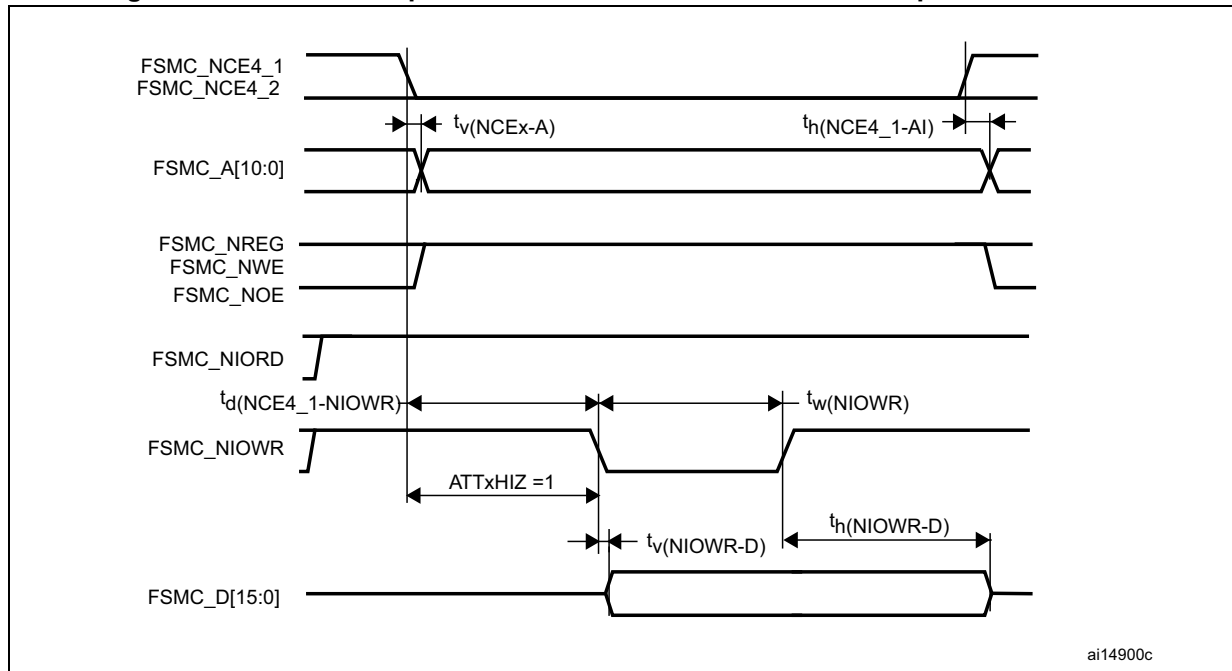 FSMC_NCE4_1
FSMC_NCE4_2
tv(NCEx-A)
th(NCE4_1-AI)
FSMC_A[10:0]
FSMC_NREG
FSMC_NWE
FSMC_NOE
FSMC_NIORD
td(NCE4_1-NIOWR)
tw(NIOWR)
FSMC_NIOWR
ATTxHIZ =1
th(NIOWR-D)
tv(NIOWR-D)
FSMC_D[15:0]
ai14900c